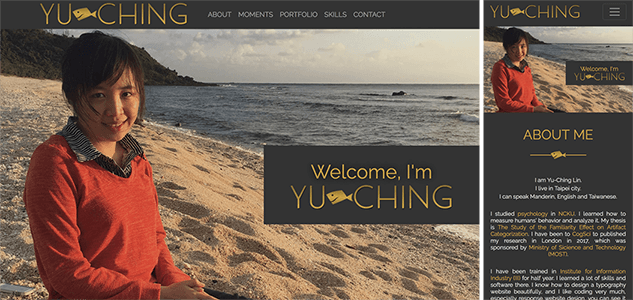 YU CHING
ABOUT MOMENTS PORTFOLIO SKILLS CONTACT
Welcome, I'm
YU CHING
YU CHING
Welcome, I'm
YU CHING
ABOUT ME
I am Yu-Ching Lin.
I live in Taipei city.
I can speak Manderin, English and Taiwanese.
I studied psychology in NCKU. I learned how to
measure humans' behavior and analyze it. My thesis
is The Study of the Familiarity Effect on Artifact
Categorization. I have been to CogSci to published
my research in London in 2017, which was
sponsored by Ministry of Sicience and Technology
(MOST).
I have been trained in Institute for Information
Industry (III) for half year. I learned a lot of skills and
software there. I know how to design a typography
website beautifully, and I like coding very much,
especially responsive website design, you can see it